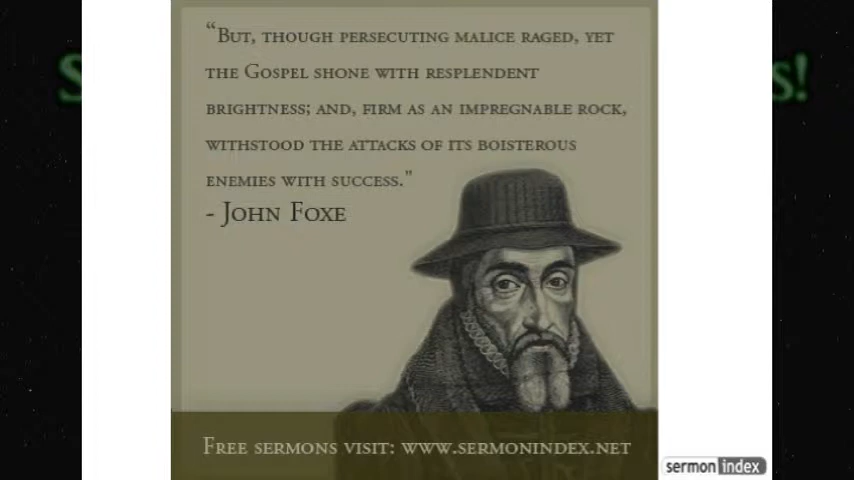 “But, though persecuting malice raged, yet
the Gospel shone with resplendent
brightness; and, firm as an impregnable rock,
withstood the attacks of its boisterous
enemies with success."
- John Foxe
Free sermons visit: www.sermonindex.net
sermon index